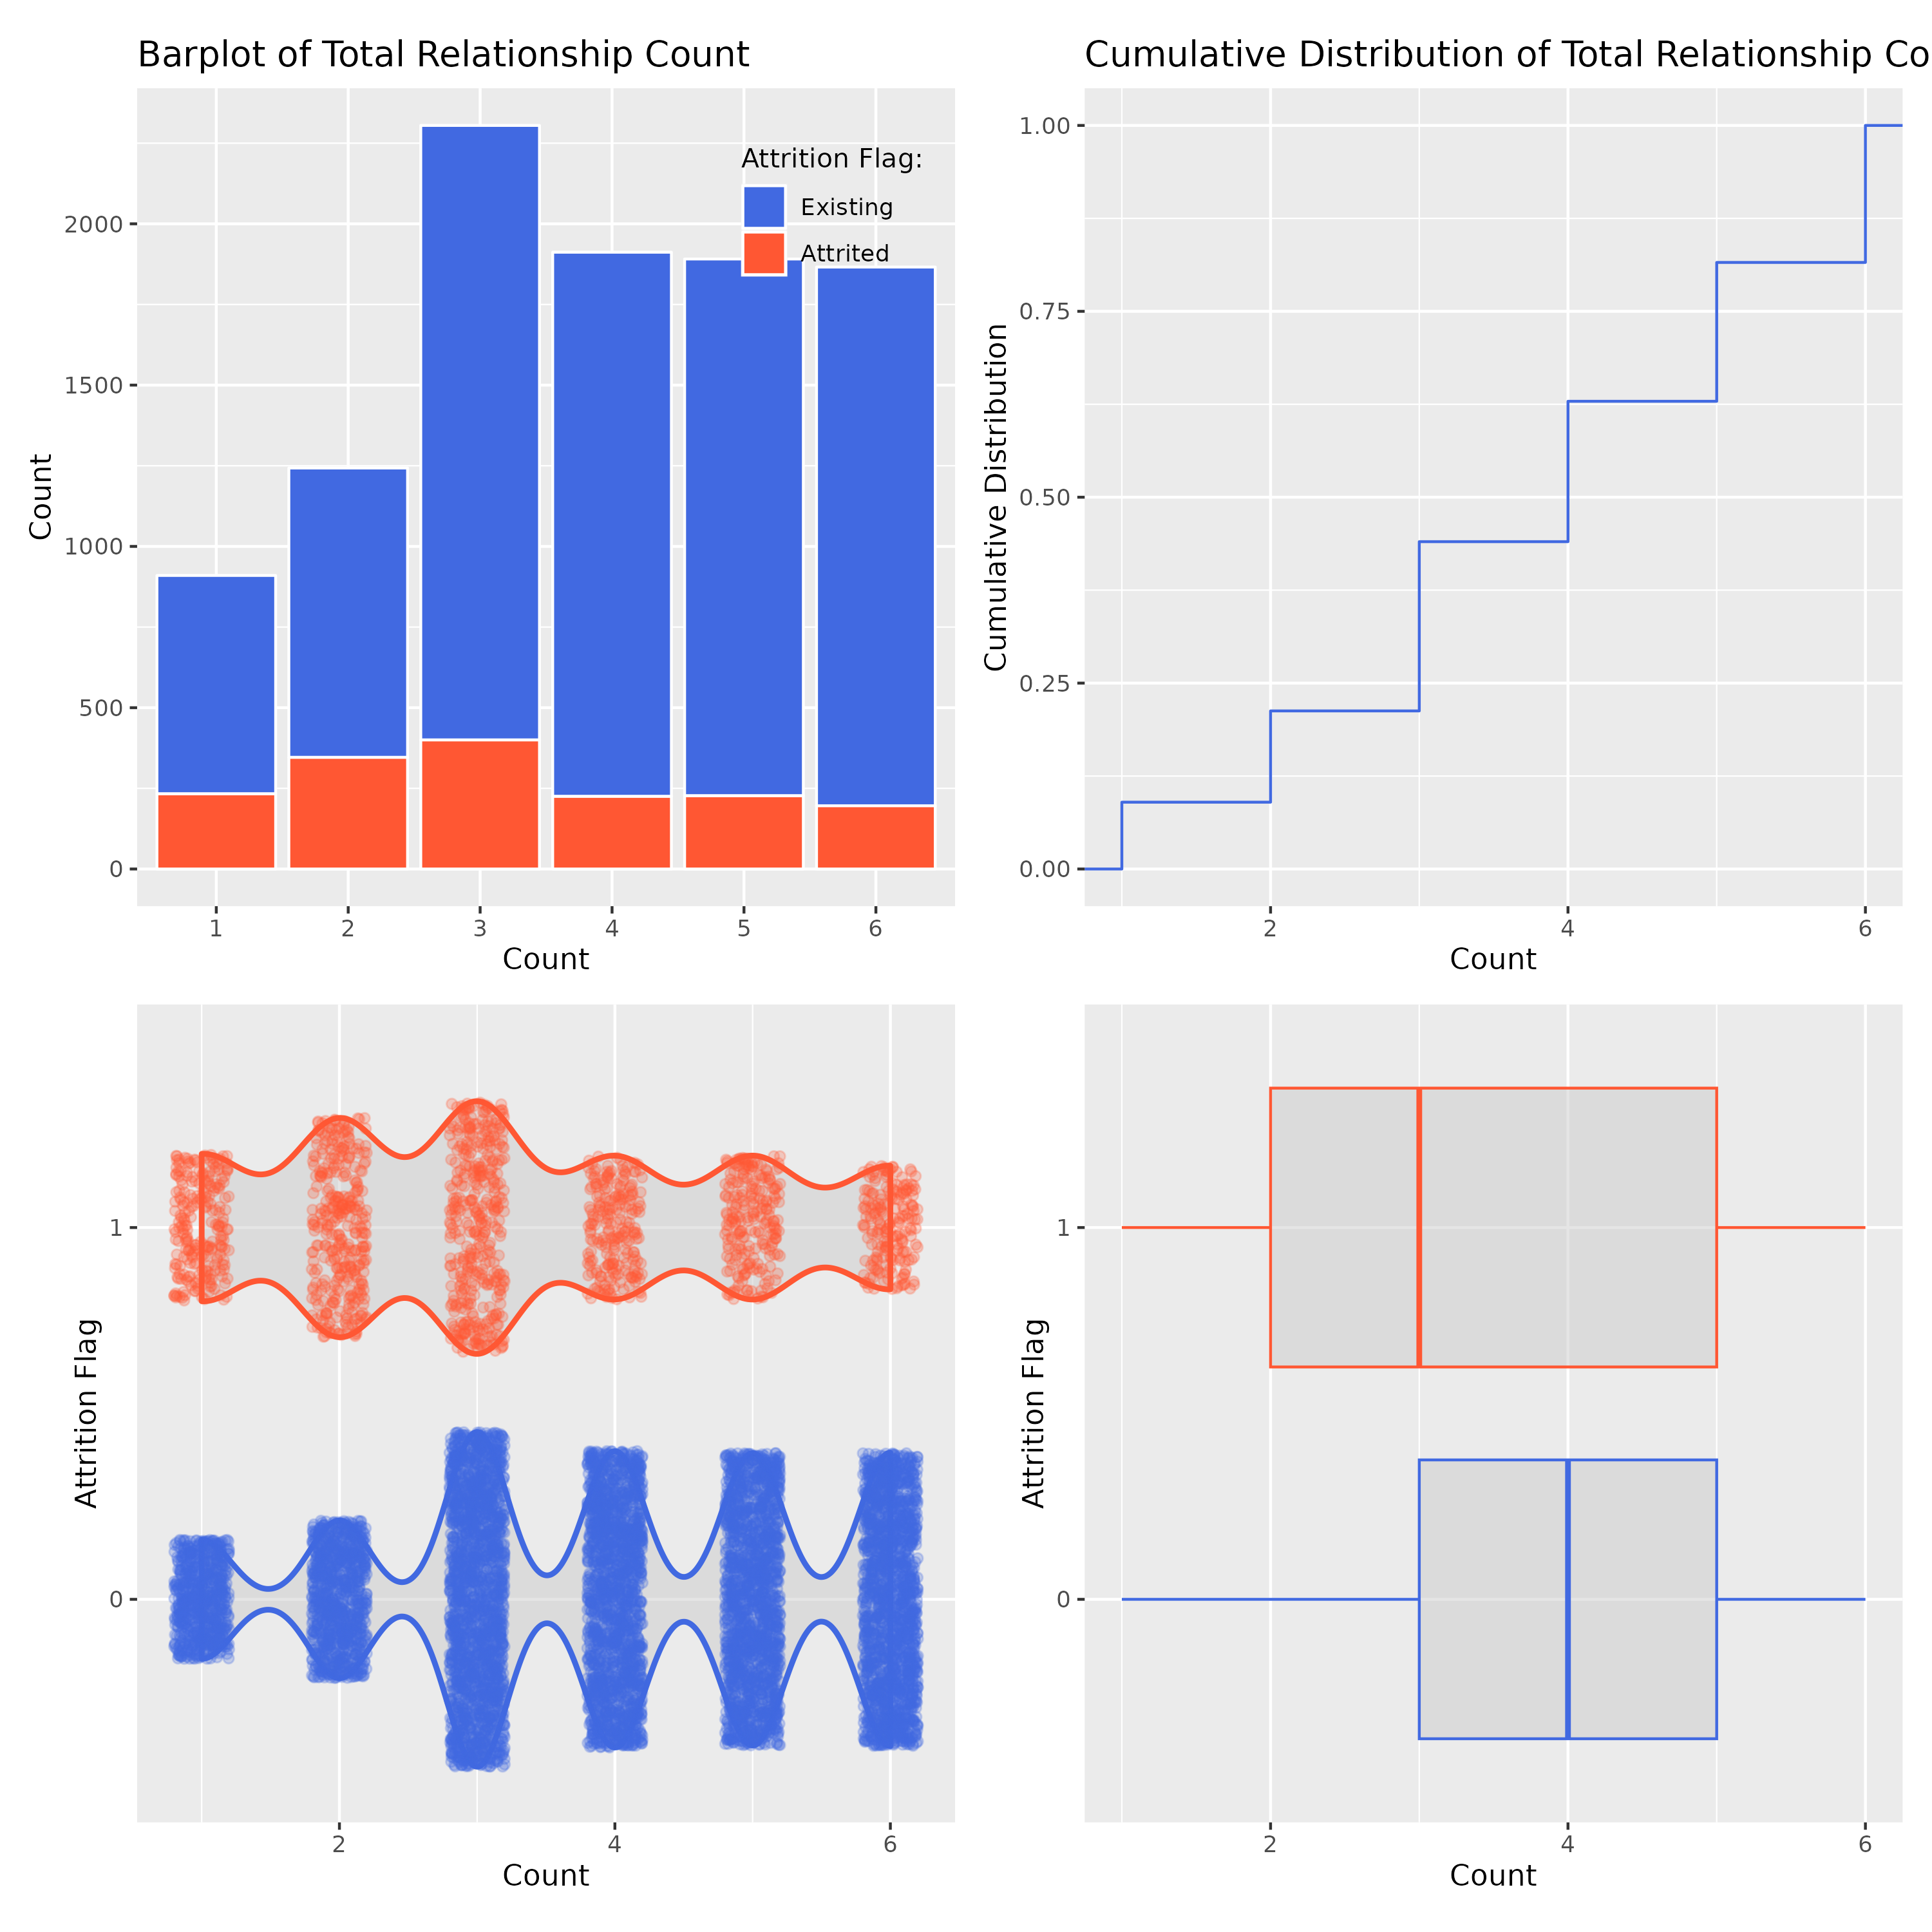 Barplot of Total Relationship Count
Count
2000
1500
1000
500
0
Attrition Flag:
Existing
Attrited
1
2
3
4
5
6
Count
Cumulative Distribution of Total Relationship Co
Cumulative Distribution
1.00
0.75
0.50
0.25
0.00
2
4
6
Count
Attrition Flag
1
0
2
4
6
Count
Attrition Flag
1
0
2
4
6
Count